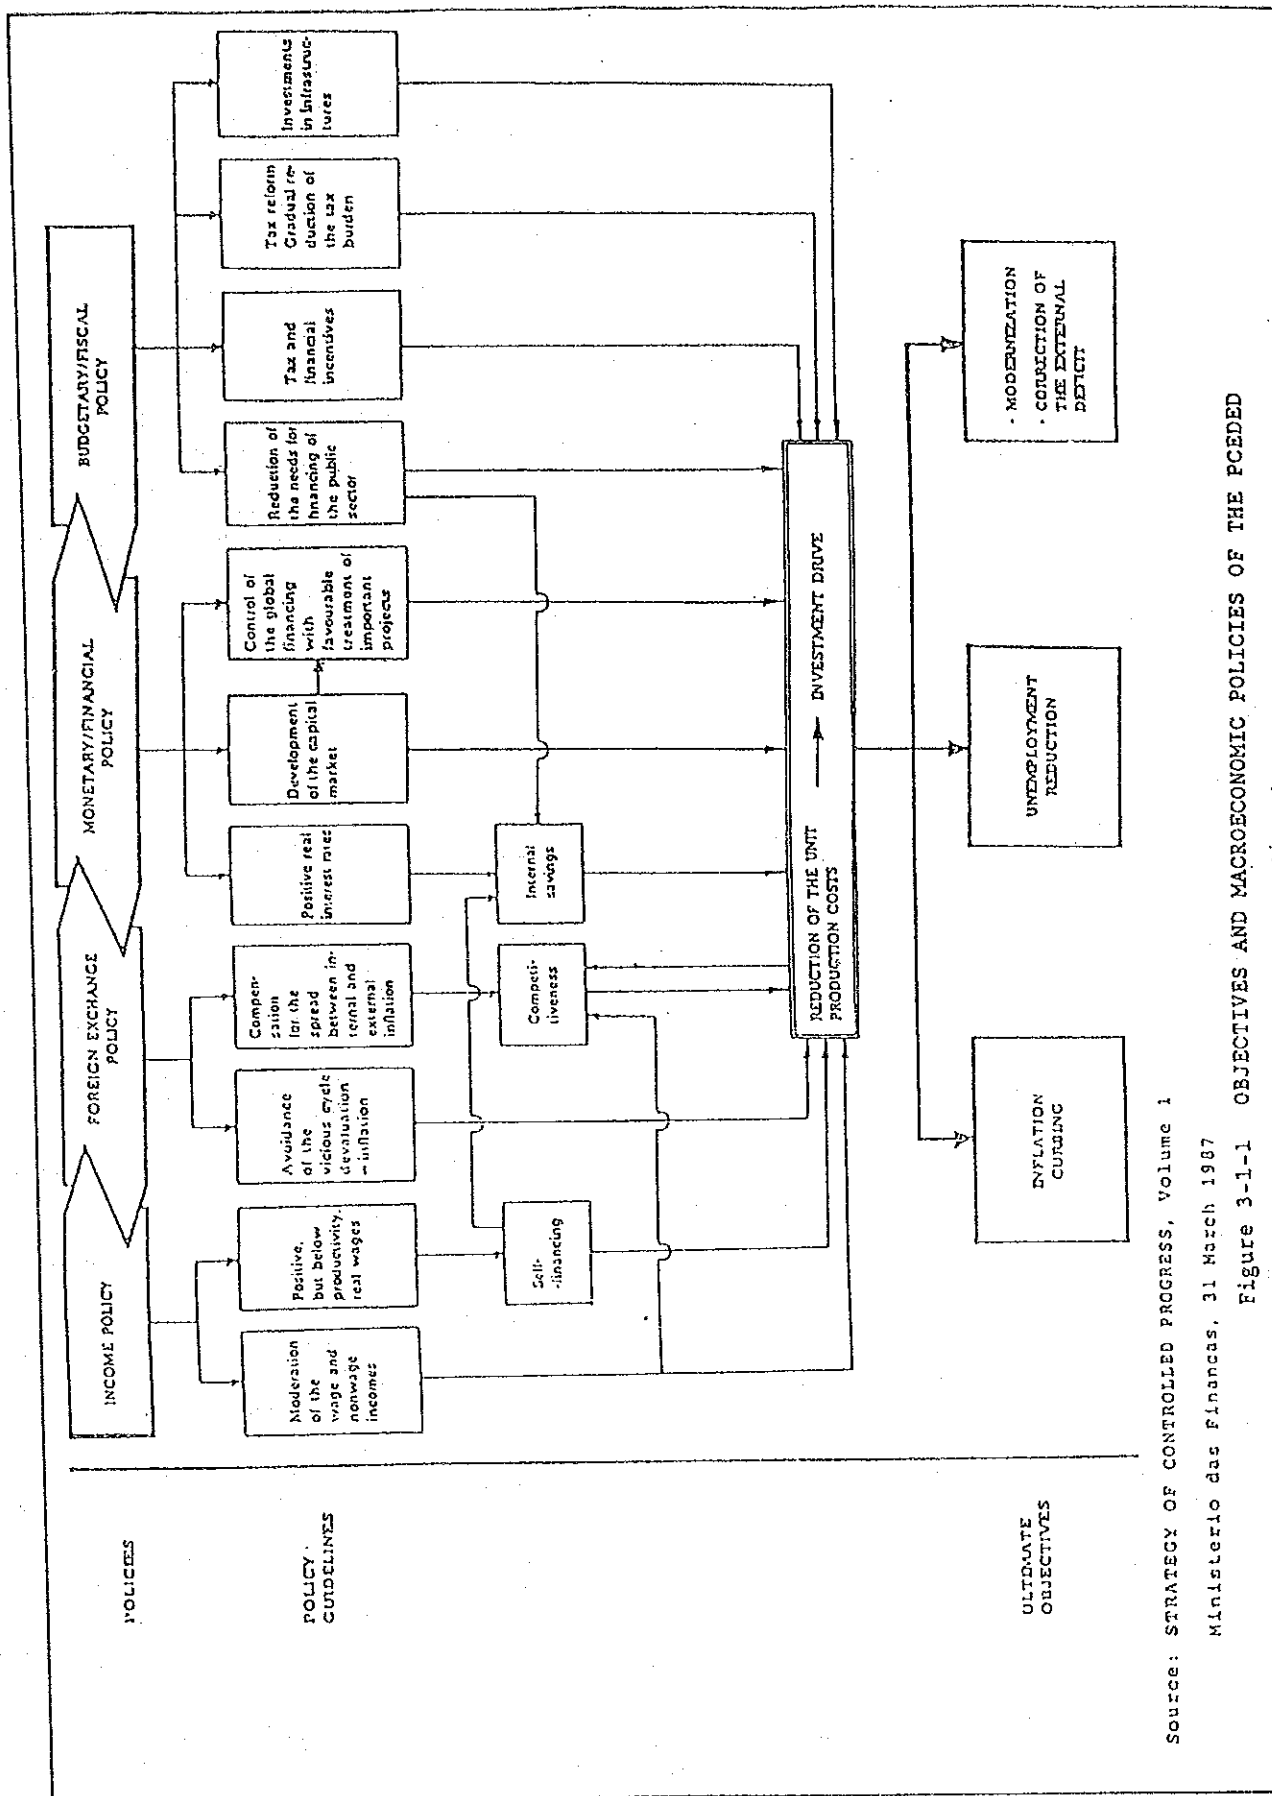 POLICIES
INCOME POLICY
FOREIGN EXCHANGE
POLICY
MONETARY/FINANCIAL
POLICY
BUDGETARY/FISCAL
POLICY
POLICY
GUIDELINES
Moderation
of the
wage and
nonwage
incomes
Positive,
but below
productivity,
real wages
Avoidance
of the
vicious cycle
devaluation
- inflation
Compen-
sation
for the
spread
between in-
ternal and
external
inflation
Positive real
interest rates
Development
of the capital
market
Control of
the global
financing
with
favourable
treatment of
important
projects
Reduction of
the needs for
financing of
the public
sector
Tax and
financial
incentives
Tax reform
Gradual re-
duction of
the tax
burden
Investments
in infrastruc-
tures
Self-
-financing
Competi-
tiveness
Internal
savings
REDUCTION OF THE UNIT
PRODUCTION COSTS
INVESTMENT DRIVE
ULTIMATE
OBJECTIVES
INFLATION
CURBING
UNEMPLOYMENT
REDUCTION
- MODERNIZATION
- CORRECTION OF
THE EXTERNAL
DEFICIT
Source: STRATEGY OF CONTROLLED PROGRESS, Volume 1
Ministerio das Financas, 31 March 1987
Figure 3-1-1 OBJECTIVES AND MACROECONOMIC POLICIES OF THE PCEDED